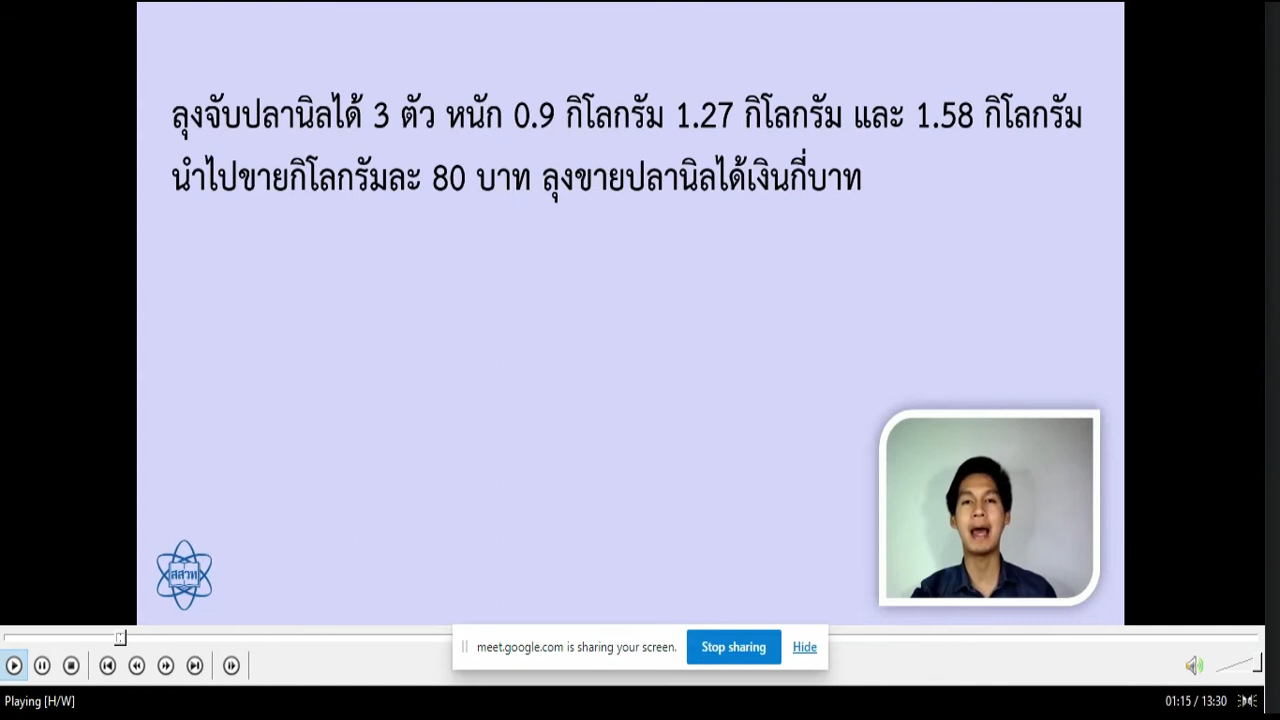 ลุงจับปลานิลได้ 3 ตัว หนัก 0.9 กิโลกรัม 1.27 กิโลกรัม และ 1.58 กิโลกรัม
นำไปขายกิโลกรัมละ 80 บาท ลุงขายปลานิลได้เงินกี่บาท
สสวท
meet.google.com is sharing your screen.
Stop sharing
Hide
Playing [H/W]
01:15 / 13:30